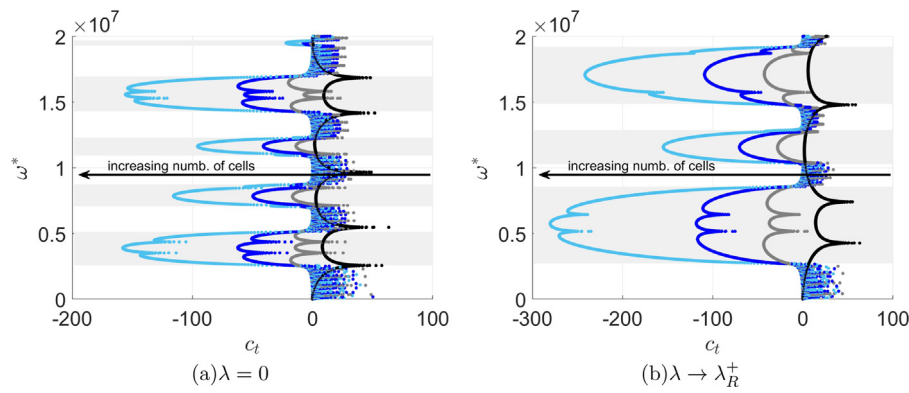 ×10⁷
×10⁷
2
1.5
1
0.5
0
ω*
increasing numb. of cells
-200
-100
0
100
c_t
(a)λ = 0
2
1.5
1
0.5
0
ω*
increasing numb. of cells
-300
-200
-100
0
100
c_t
(b)λ → λ_R^+